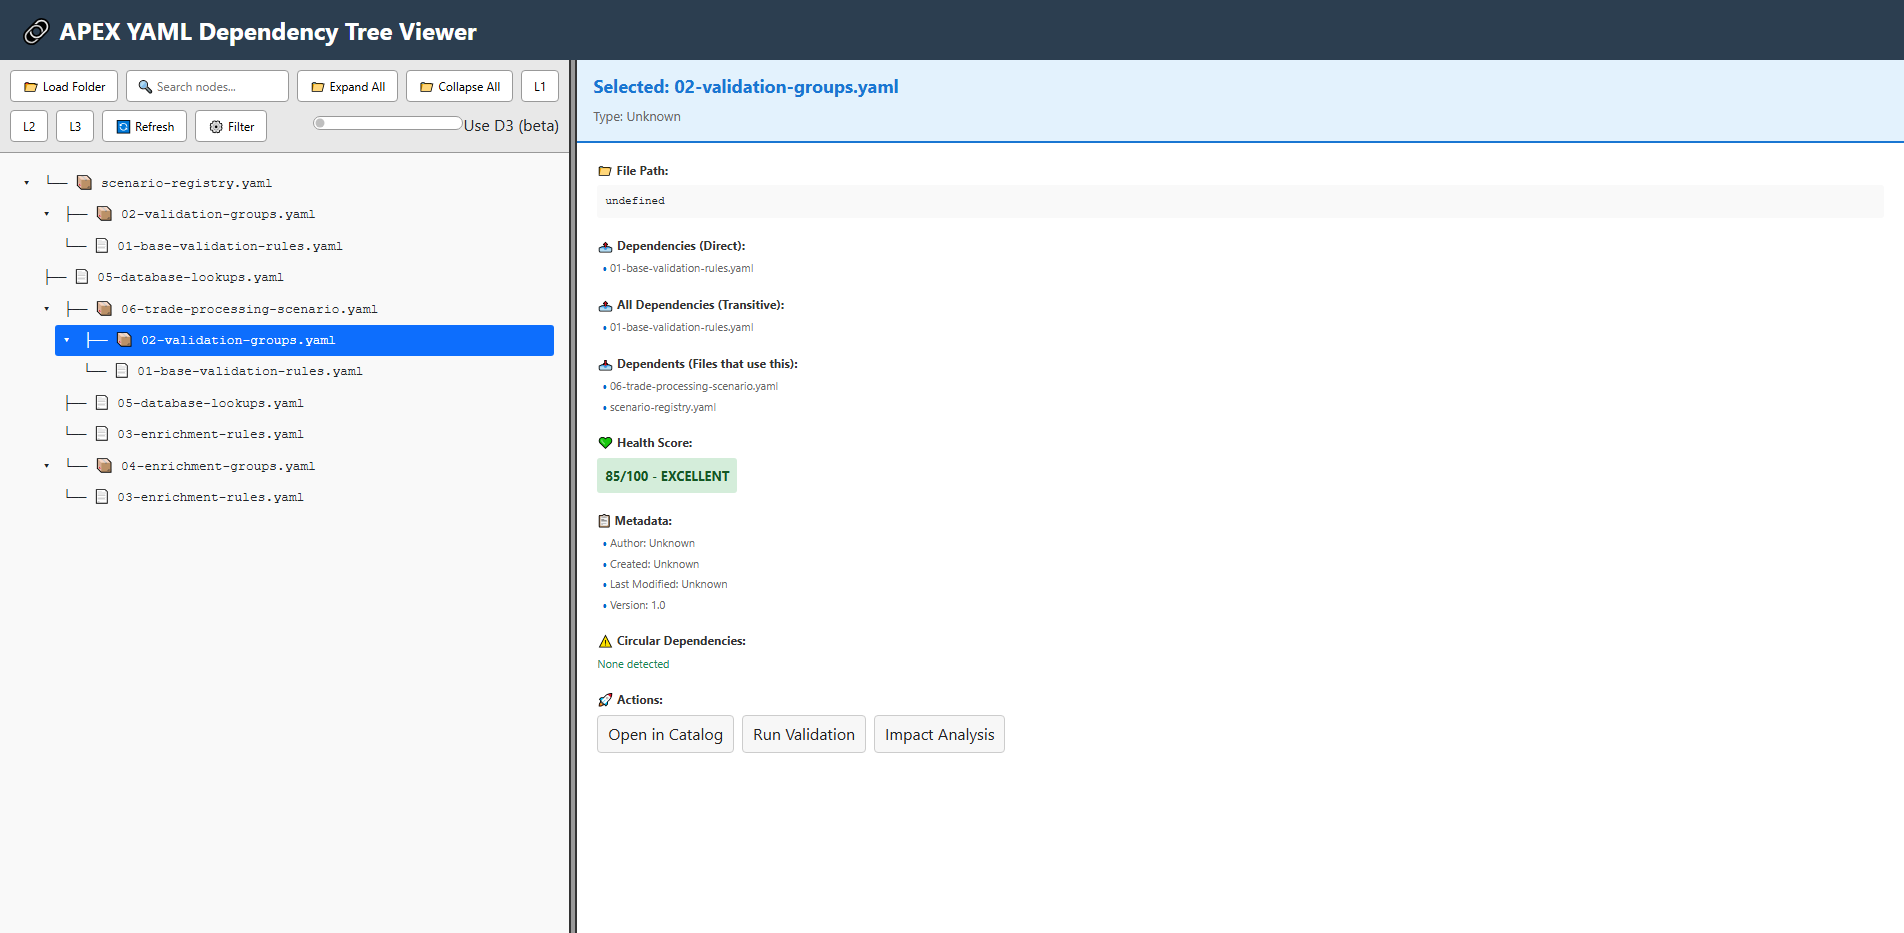 APEX YAML Dependency Tree Viewer
Load Folder
Search nodes...
Expand All
Collapse All
L1
L2
L3
Refresh
Filter
Use D3 (beta)
scenario-registry.yaml
02-validation-groups.yaml
01-base-validation-rules.yaml
05-database-lookups.yaml
06-trade-processing-scenario.yaml
02-validation-groups.yaml
01-base-validation-rules.yaml
05-database-lookups.yaml
03-enrichment-rules.yaml
04-enrichment-groups.yaml
03-enrichment-rules.yaml
Selected: 02-validation-groups.yaml
Type: Unknown
File Path:
undefined
Dependencies (Direct):
• 01-base-validation-rules.yaml
All Dependencies (Transitive):
• 01-base-validation-rules.yaml
Dependents (Files that use this):
• 06-trade-processing-scenario.yaml
• scenario-registry.yaml
Health Score:
85/100 - EXCELLENT
Metadata:
• Author: Unknown
• Created: Unknown
• Last Modified: Unknown
• Version: 1.0
Circular Dependencies:
None detected
Actions:
Open in Catalog
Run Validation
Impact Analysis